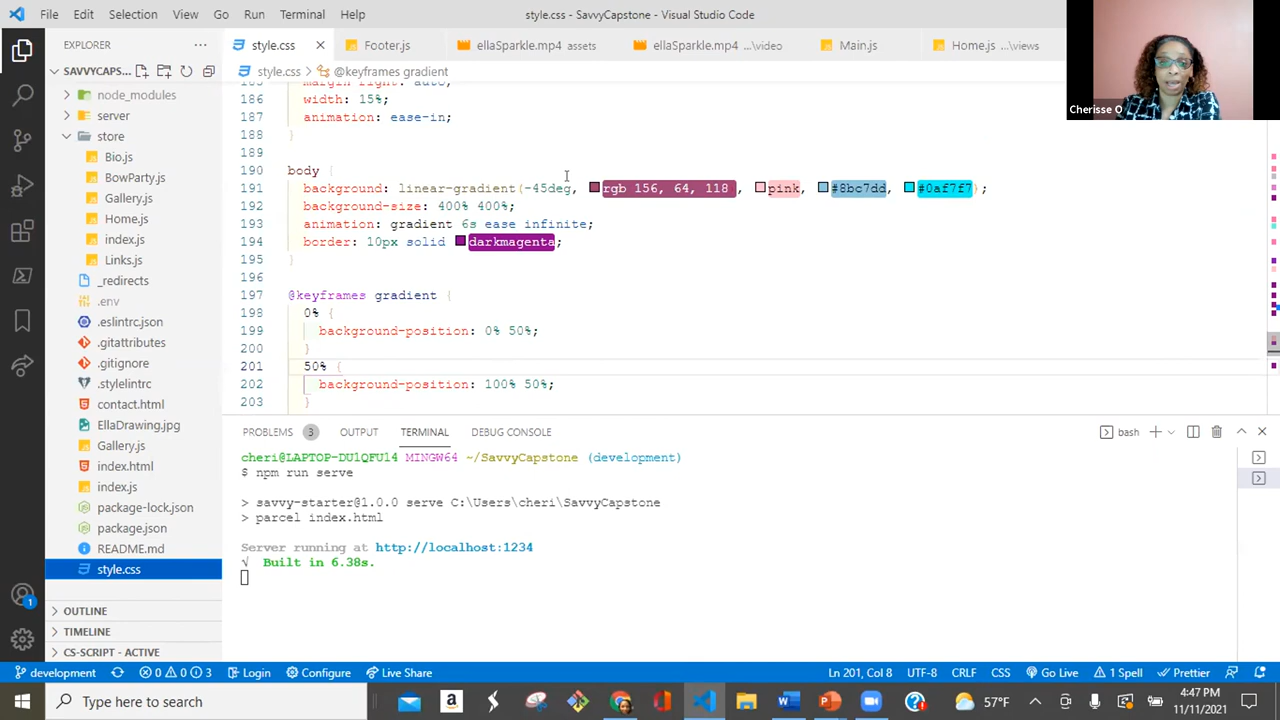 File Edit Selection View Go Run Terminal Help
style.css - SavvyCapstone - Visual Studio Code
EXPLORER
style.css
Footer.js
ellaSparkle.mp4 assets
ellaSparkle.mp4 ...\video
Main.js
Home.js ...\views
Cherisse O
SAVVYCAPS...
style.css > @keyframes gradient
node_modules
server
store
Bio.js
BowParty.js
Gallery.js
Home.js
index.js
Links.js
_redirects
.env
.eslintrc.json
.gitattributes
.gitignore
.stylelintrc
contact.html
EllaDrawing.jpg
Gallery.js
index.html
index.js
package-lock.json
package.json
README.md
style.css
OUTLINE
TIMELINE
CS-SCRIPT - ACTIVE
185 margin-right: auto;
186 width: 15%;
187 animation: ease-in;
188 }
189
190 body {
191 background: linear-gradient(-45deg, rgb 156, 64, 118 , pink, #8bc7dd, #0af7f7);
192 background-size: 400% 400%;
193 animation: gradient 6s ease infinite;
194 border: 10px solid darkmagenta;
195 }
196
197 @keyframes gradient {
198 0% {
199 background-position: 0% 50%;
200 }
201 50% {
202 background-position: 100% 50%;
203 }
PROBLEMS 3 OUTPUT TERMINAL DEBUG CONSOLE
bash
cheri@LAPTOP-DU1QFU14 MINGW64 ~/SavvyCapstone (development)
$ npm run serve
> savvy-starter@1.0.0 serve C:\Users\cheri\SavvyCapstone
> parcel index.html
Server running at http://localhost:1234
√ Built in 6.38s.
1
development 0 0 3 Login Configure Live Share
Ln 201, Col 8 UTF-8 CRLF CSS Go Live 1 Spell Prettier
Type here to search
57°F
4:47 PM
11/11/2021